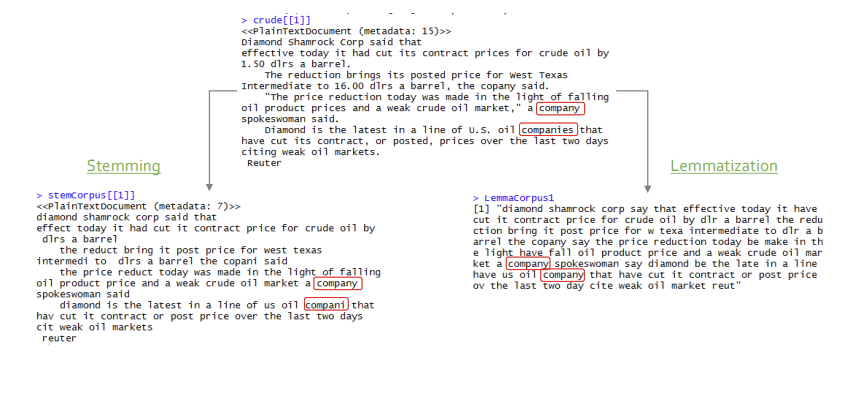 > crude[[1]]
<<PlainTextDocument (metadata: 15)>>
Diamond Shamrock Corp said that
effective today it had cut its contract prices for crude oil by
1.50 dlrs a barrel.
The reduction brings its posted price for West Texas
Intermediate to 16.00 dlrs a barrel, the copany said.
"The price reduction today was made in the light of falling
oil product prices and a weak crude oil market," a company
spokeswoman said.
Diamond is the latest in a line of U.S. oil companies that
have cut its contract, or posted, prices over the last two days
citing weak oil markets.
Reuter
Stemming
> stemCorpus[[1]]
<<PlainTextDocument (metadata: 7)>>
diamond shamrock corp said that
effect today it had cut it contract price for crude oil by
dlrs a barrel
the reduct bring it post price for west texas
intermedi to dlrs a barrel the copani said
the price reduct today was made in the light of falling
oil product price and a weak crude oil market a company
spokeswoman said
diamond is the latest in a line of us oil compani that
hav cut it contract or post price over the last two days
cit weak oil markets
reuter
Lemmatization
> LemmaCorpus1
[1] "diamond shamrock corp say that effective today it have
cut it contract price for crude oil by dlr a barrel the redu
ction bring it post price for w texa intermediate to dlr a b
arrel the copany say the price reduction today be make in th
e light have fall oil product price and a weak crude oil mar
ket a company spokeswoman say diamond be the late in a line
have us oil company that have cut it contract or post price
ov the last two day cite weak oil market reut"